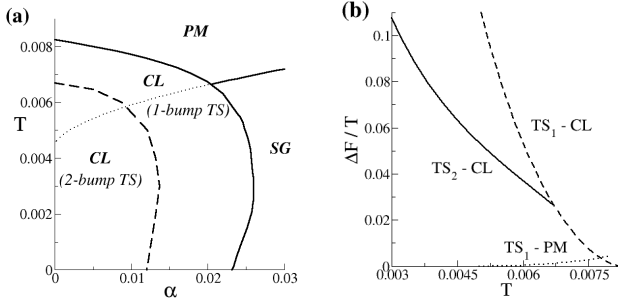 (a)
PM
0.008
CL
0.006
(1-bump TS)
T
0.004
CL
SG
(2-bump TS)
0.002
0
0
0.01
0.02
0.03
α
(b)
0.1
0.08
ΔF / T
0.06
TS₁ - CL
0.04
TS₂ - CL
0.02
TS₁ - PM
0
0.003
0.0045
0.006
0.0075
T